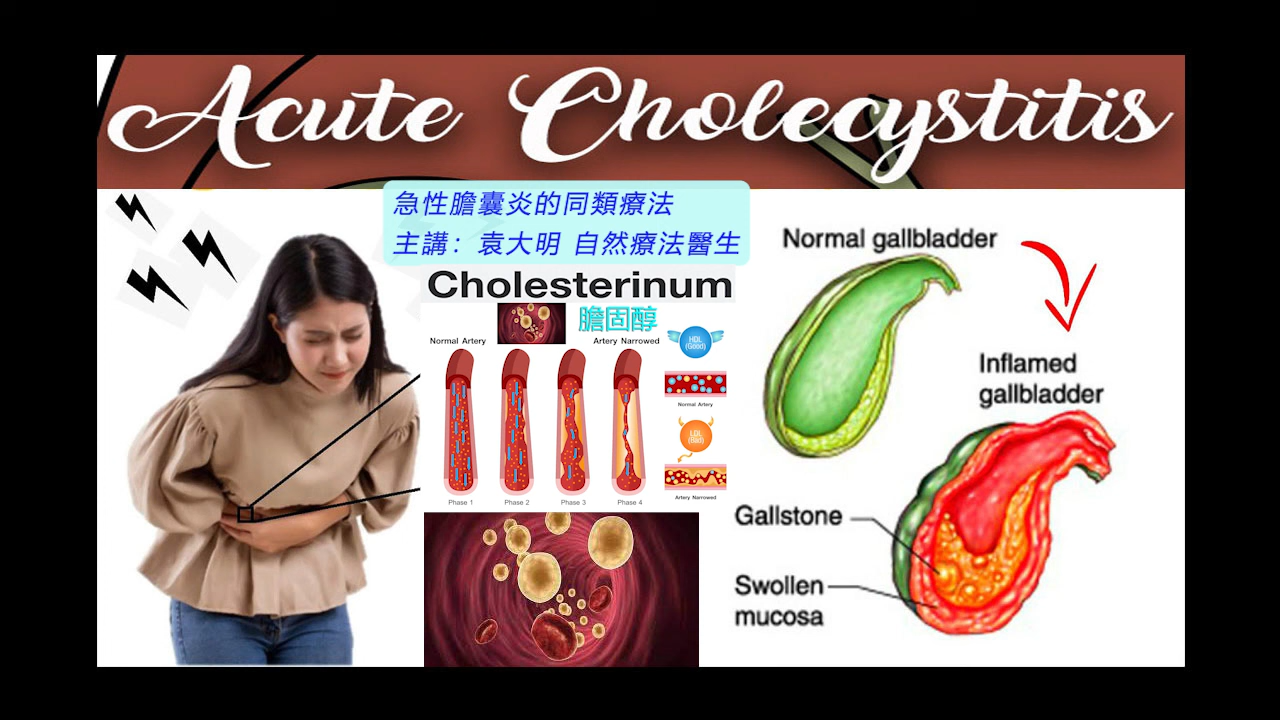 Acute Cholecystitis
急性膽囊炎的同類療法
主講：袁大明 自然療法醫生
Cholesterinum
膽固醇
Normal Artery
Artery Narrowed
HDL
(Good)
Normal Artery
LDL
(Bad)
Artery Narrowed
Phase 1
Phase 2
Phase 3
Phase 4
Normal gallbladder
Inflamed
gallbladder
Gallstone
Swollen
mucosa